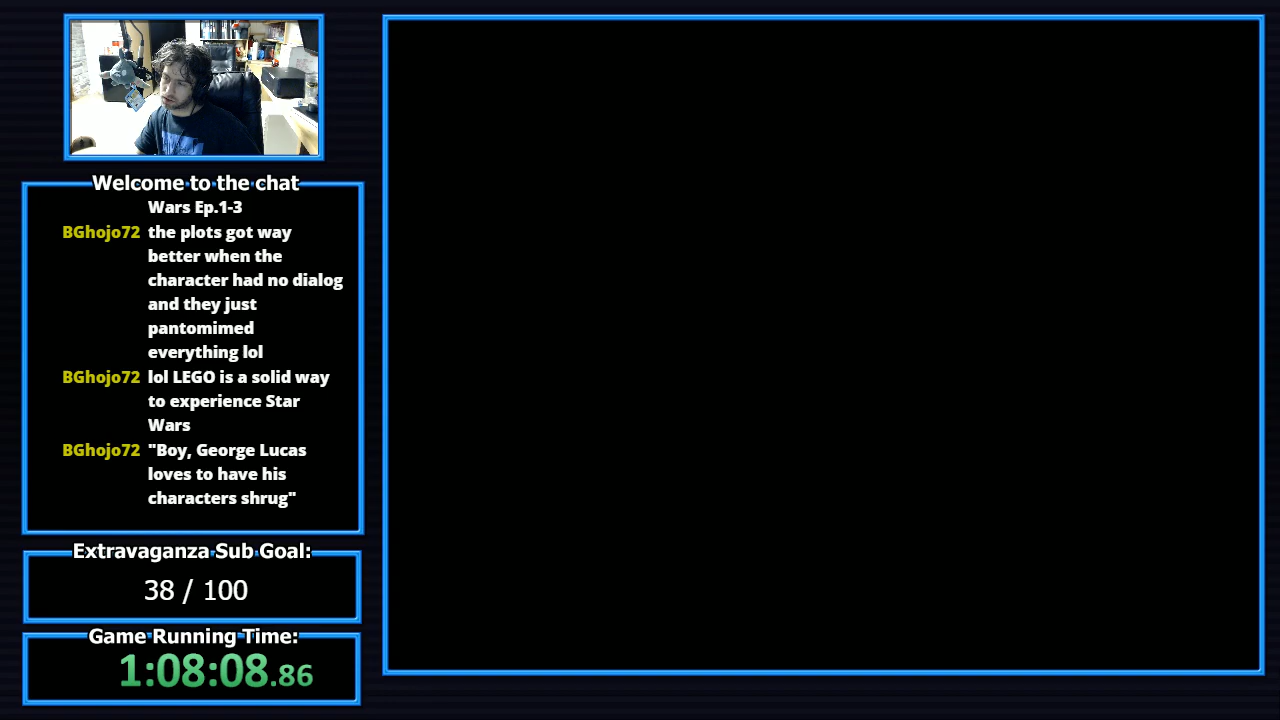 Welcome to the chat
Wars Ep.1-3
BGhojo72 the plots got way
better when the
character had no dialog
and they just
pantomimed
everything lol
BGhojo72 lol LEGO is a solid way
to experience Star
Wars
BGhojo72 "Boy, George Lucas
loves to have his
characters shrug"
Extravaganza Sub Goal:
38 / 100
Game Running Time:
1:08:08.86